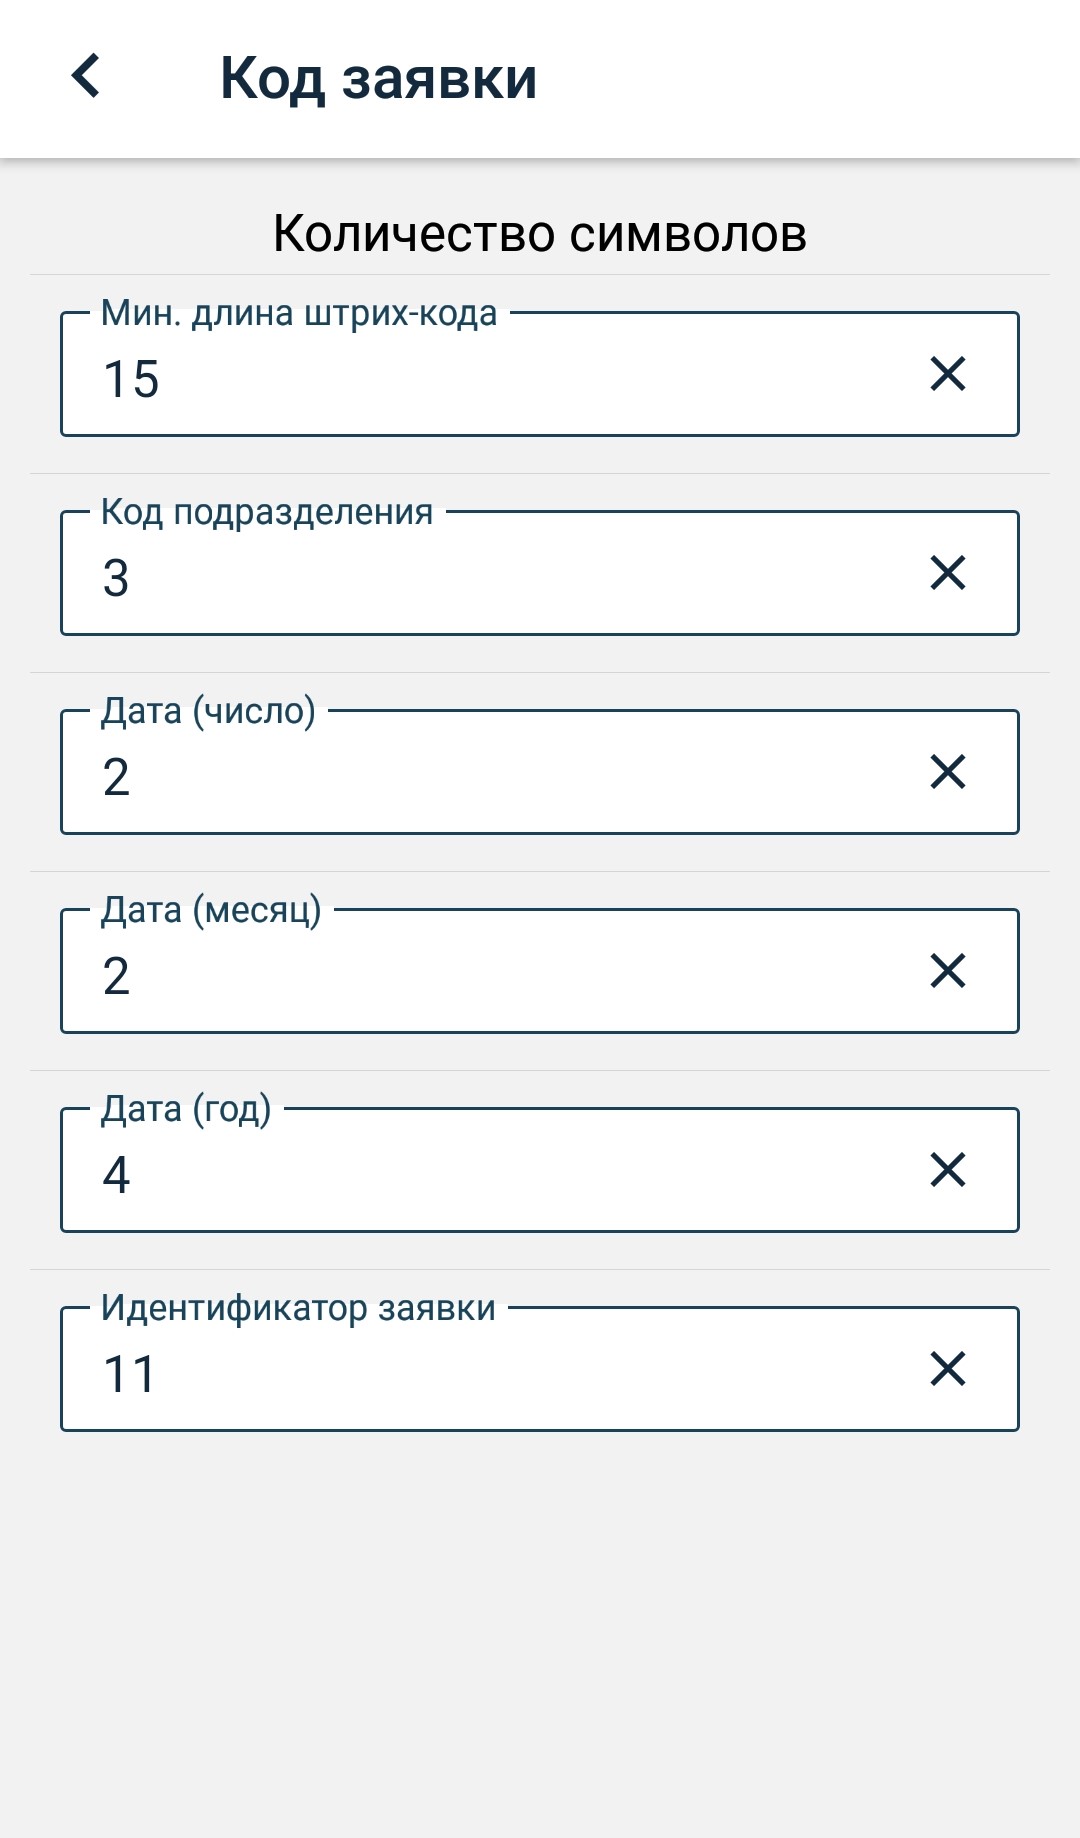 Код заявки
Количество символов
Мин. длина штрих-кода
15
Код подразделения
3
Дата (число)
2
Дата (месяц)
2
Дата (год)
4
Идентификатор заявки
11